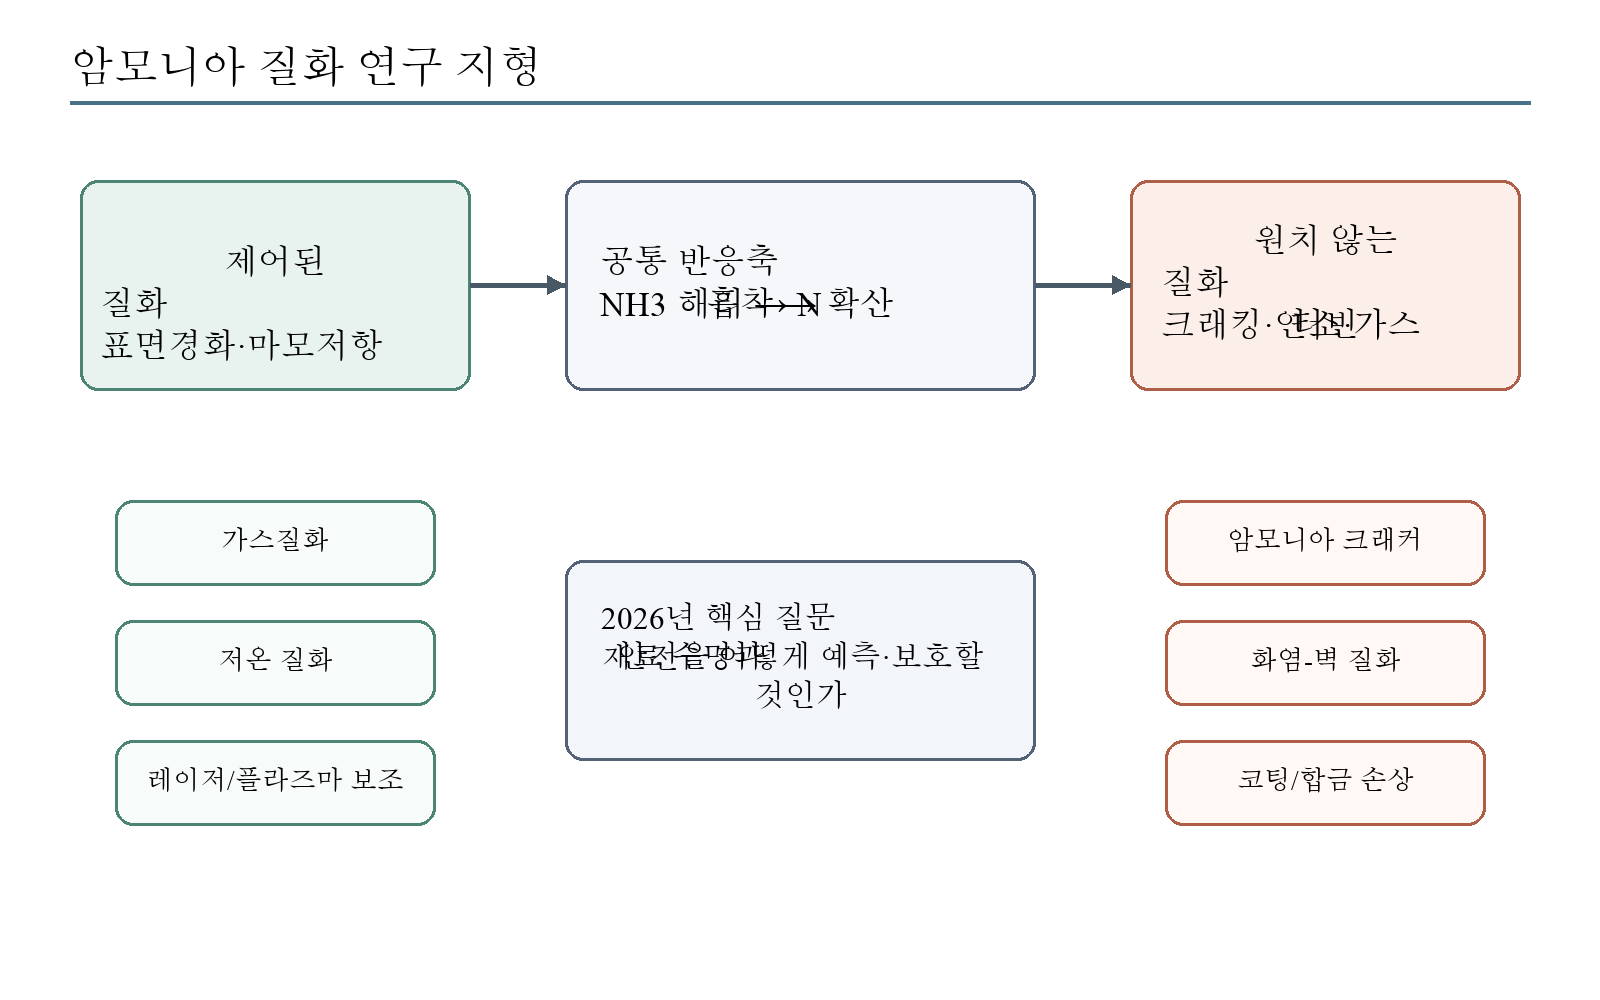 암모니아 질화 연구 지형
제어된
질화
표면경화·마모저항
공통 반응축
NH3 확산
원치 않는
질화
크래킹·가스
가스질화
저온 질화
레이저/플라즈마 보조
2026년 핵심 질문
예측·보호할
것인가
암모니아 크래커
화염-벽 질화
코팅/합금 손상